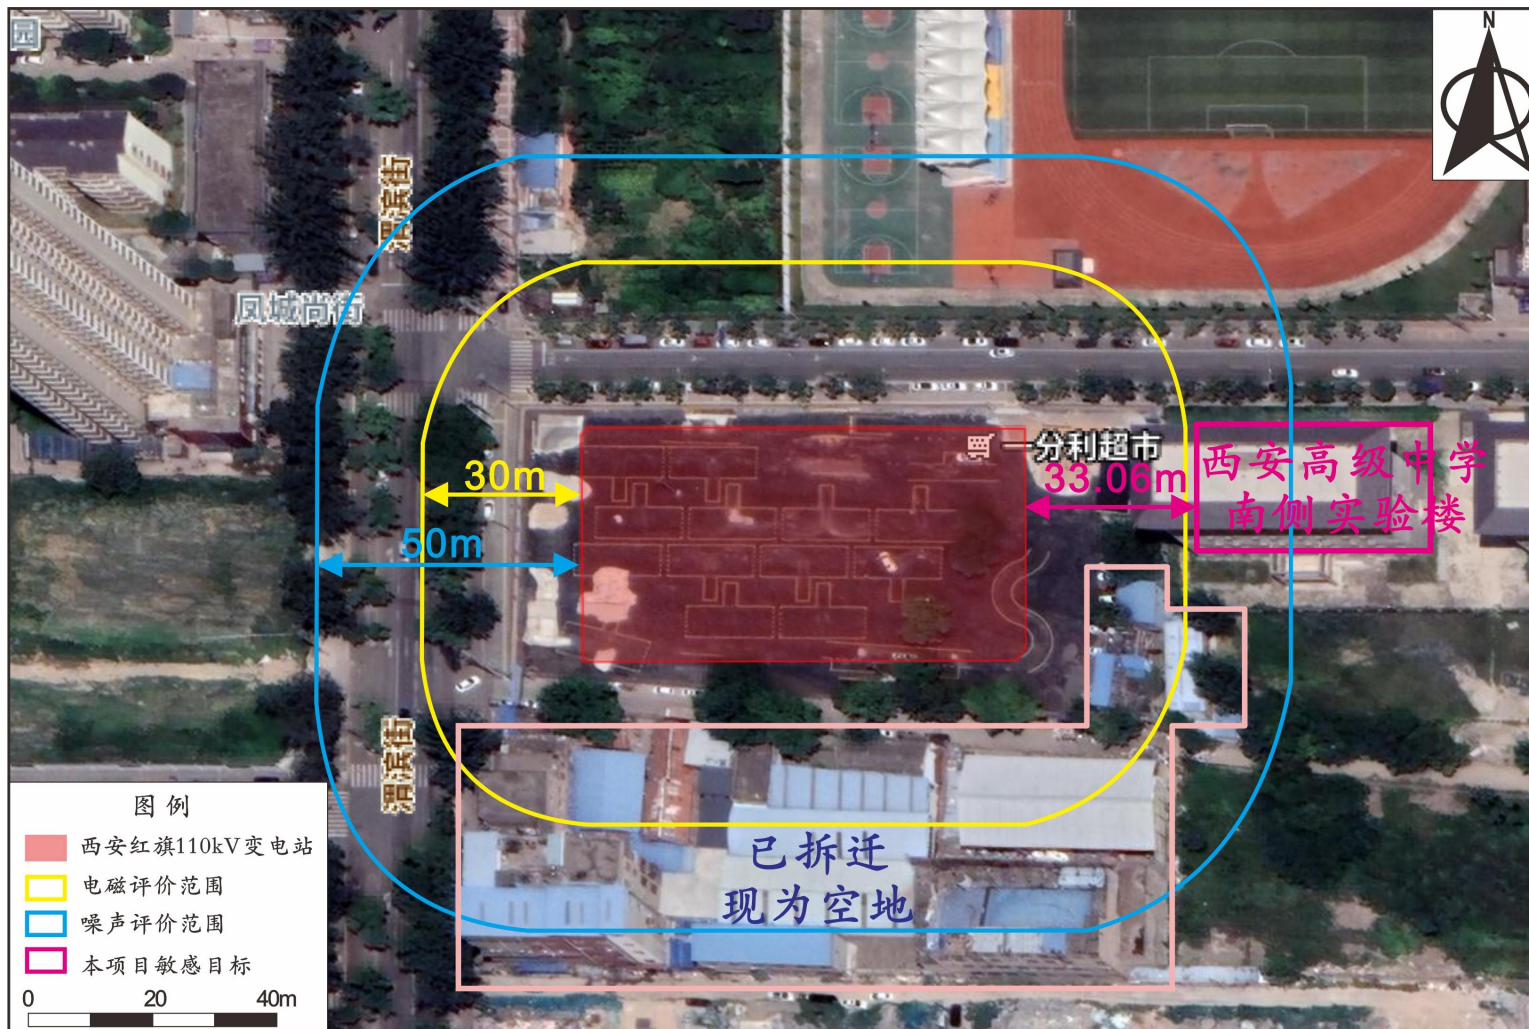 园
N
渭滨街
凤城尚街
一分利超市
30m
33.06m
西安高级中学
南侧实验楼
50m
渭滨街
已拆迁
现为空地
图例
西安红旗110kV变电站
电磁评价范围
噪声评价范围
本项目敏感目标
0 20 40m